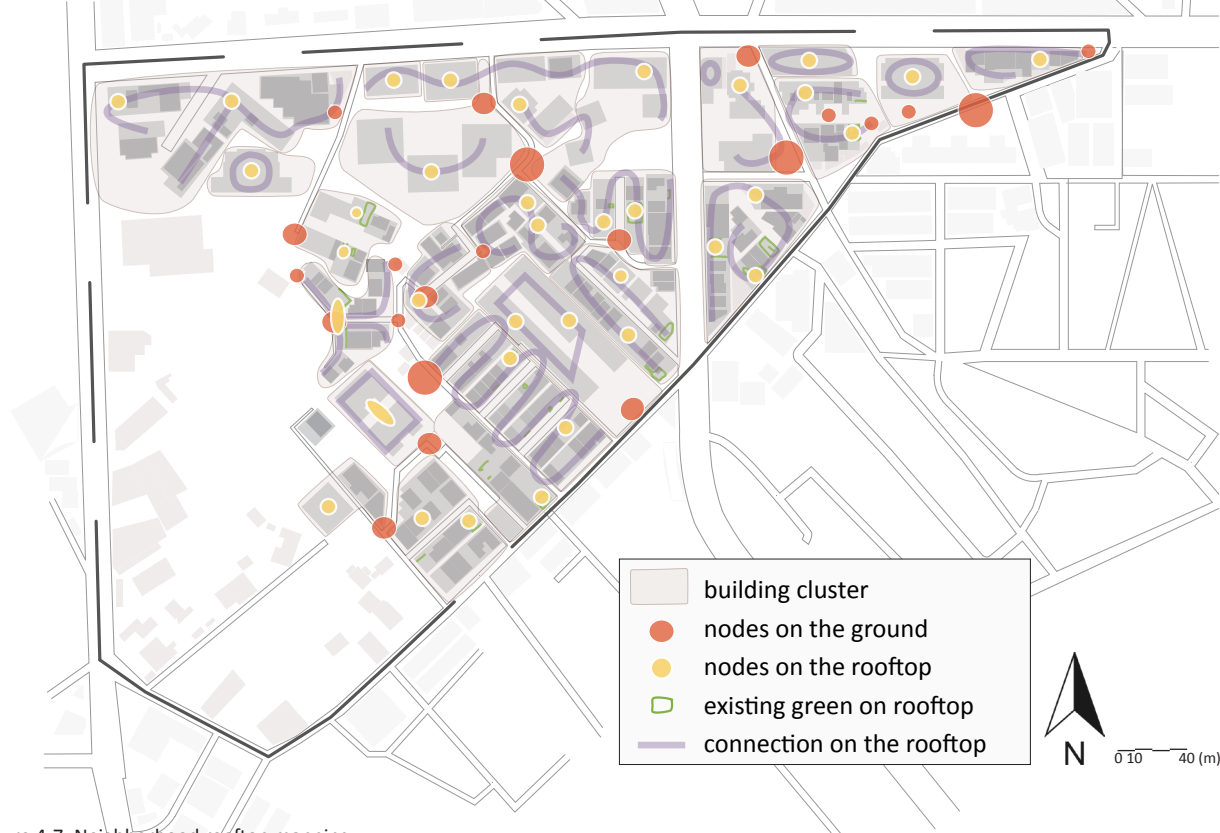 building cluster
nodes on the ground
nodes on the rooftop
existing green on rooftop
connection on the rooftop
N
0 10 40 (m)